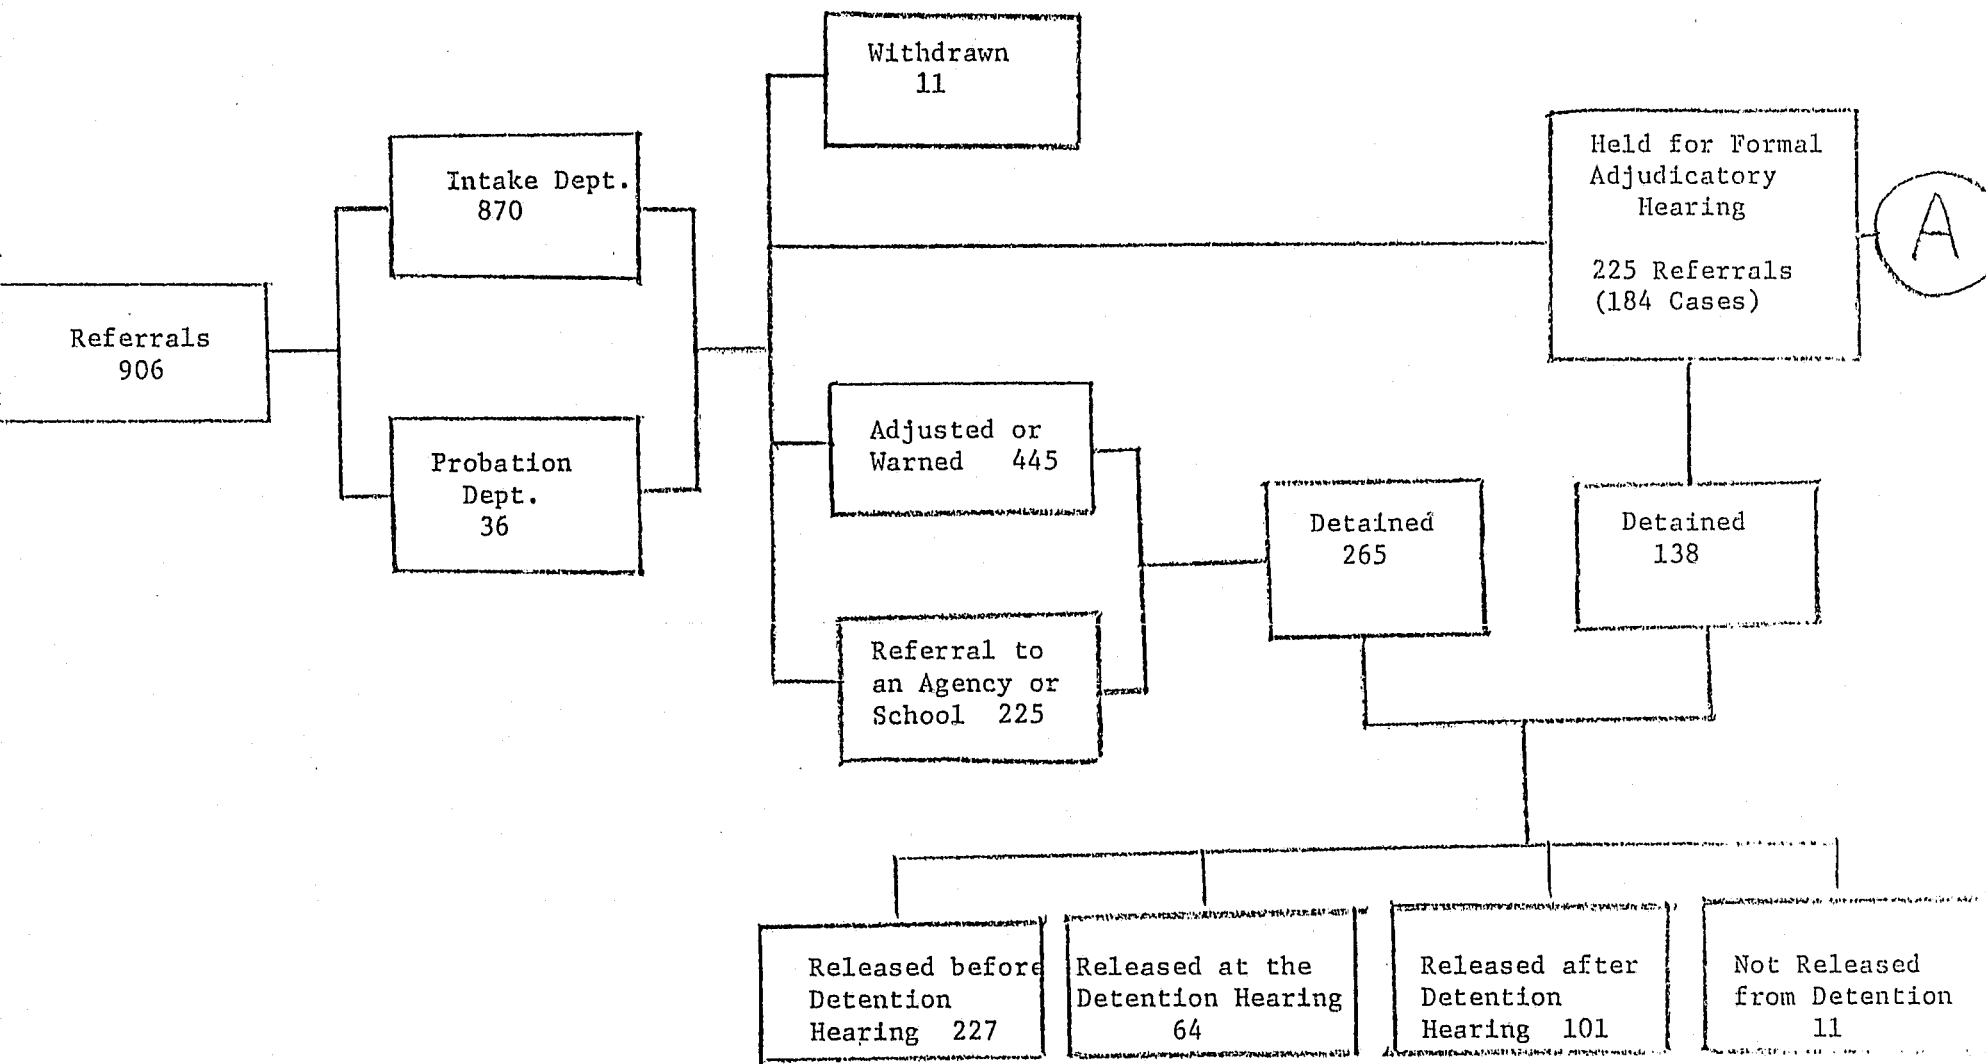 Withdrawn
11
Intake Dept.
870
Held for Formal
Adjudicatory
Hearing
225 Referrals
(184 Cases)
A
Referrals
906
Probation
Dept.
36
Adjusted or
Warned 445
Detained
265
Detained
138
Referral to
an Agency or
School 225
Released before
Detention
Hearing 227
Released at the
Detention Hearing
64
Released after
Detention
Hearing 101
Not Released
from Detention
11